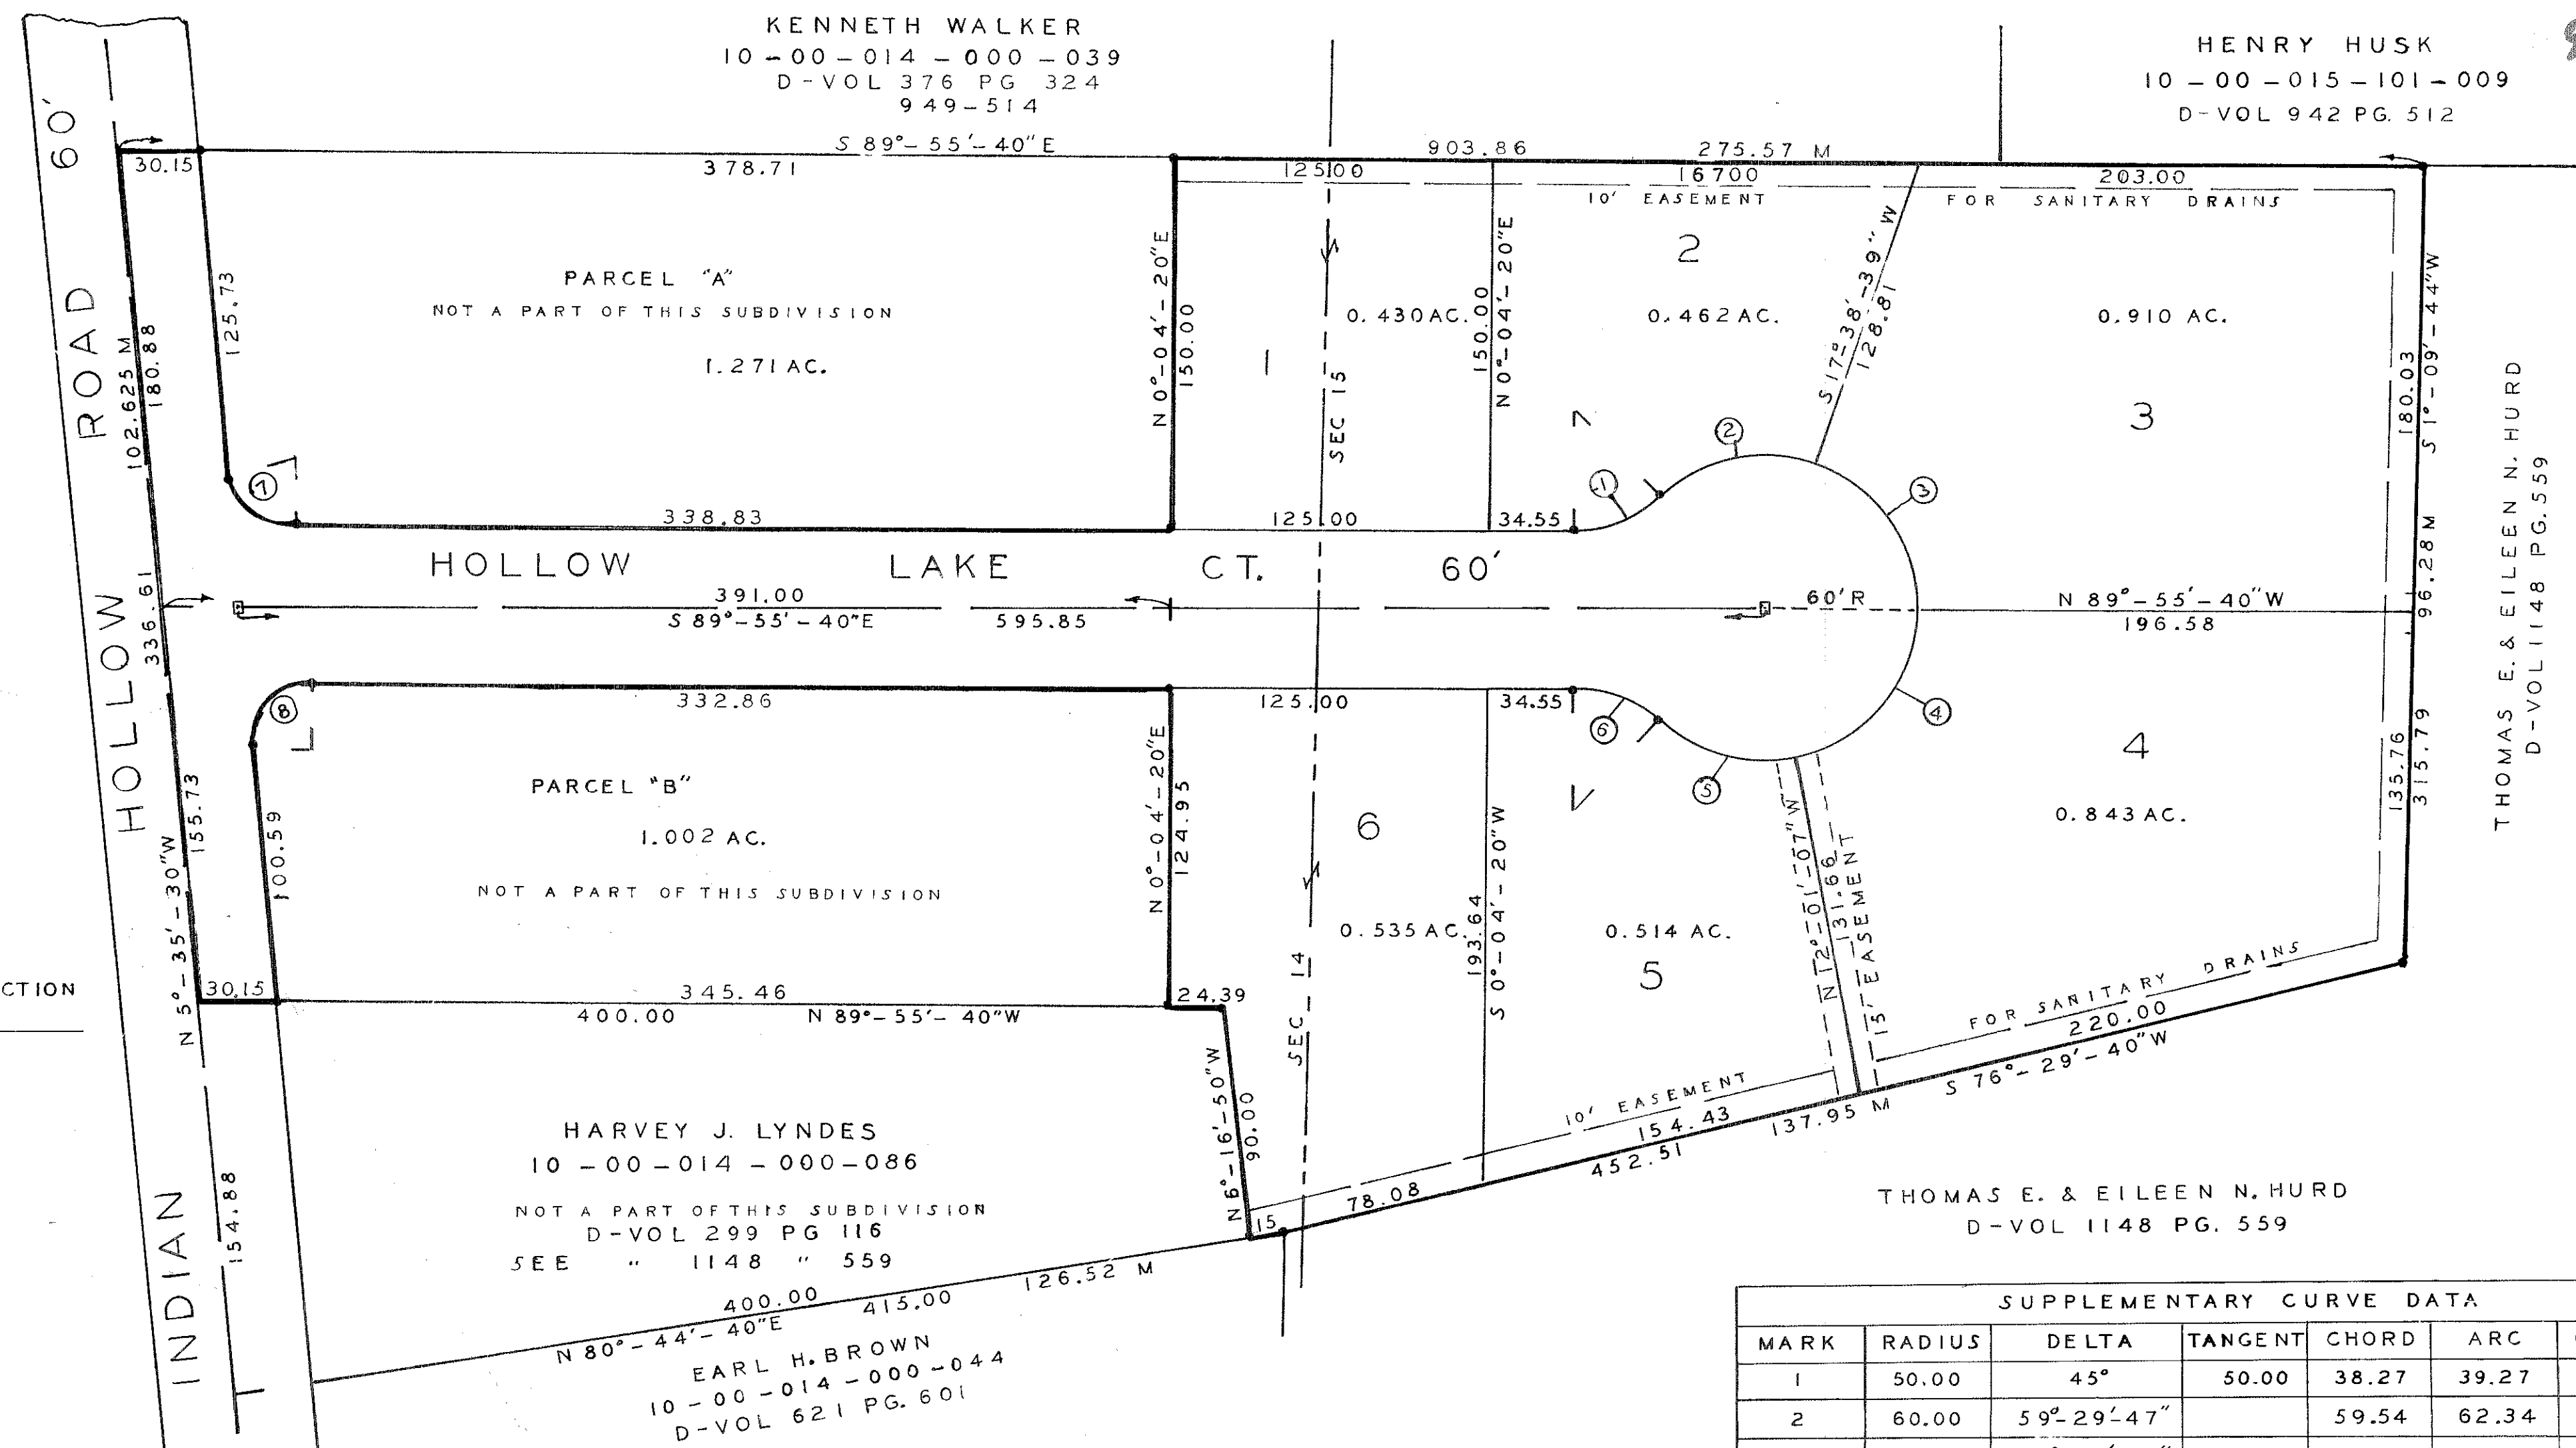 KENNETH WALKER
10-00-014-000-039
D-VOL 376 PG 324
949-514
HENRY HUSK
10-00-015-101-009
D-VOL 942 PG. 512
INDIAN HOLLOW ROAD 60'
30.15
S 89°-55'-40" E
378.71
903.86
275.57 M
125.00
16700
203.00
10' EASEMENT FOR SANITARY DRAINS
102.625 M
180.88
125.73
PARCEL "A"
NOT A PART OF THIS SUBDIVISION
1.271 AC.
N 0°-04'-20"E
150.00
1
0.430 AC.
SEC 15
150.00
N 0°-04'-20"E
2
0.462 AC.
S 17°-38'-39" W
128.81
0.910 AC.
3
180.03
S 1°-09'-44"W
THOMAS E. & EILEEN N. HURD
D-VOL 1148 PG. 559
7
338.83
125.00
34.55
1
2
3
HOLLOW LAKE CT. 60'
336.61
391.00
S 89°-55'-40"E
595.85
60'R
N 89°-55'-40"W
196.58
96.28M
8
332.86
125.00
34.55
6
5
4
155.73
N 5°-35'-30"W
100.59
PARCEL "B"
1.002 AC.
NOT A PART OF THIS SUBDIVISION
N 0°-04'-20"E
124.95
6
0.535 AC.
193.64
S 0°-04'-20"W
0.514 AC.
5
N 12°-01'-07"W
131.66
15' EASEMENT
4
0.843 AC.
135.76
315.79
CTION
30.15
345.46
24.39
400.00
N 89°-55'-40"W
SEC 14
N 6°-16'-50"W
90.00
FOR SANITARY DRAINS
220.00
S 76°-29'-40"W
10' EASEMENT
154.43
137.95 M
452.51
78.08
15
154.88
HARVEY J. LYNDES
10-00-014-000-086
NOT A PART OF THIS SUBDIVISION
D-VOL 299 PG 116
SEE " 1148 " 559
400.00
415.00
126.52 M
N 80°-44'-40"E
EARL H. BROWN
10-00-014-000-044
D-VOL 621 PG. 601
THOMAS E. & EILEEN N. HURD
D-VOL 1148 PG. 559
SUPPLEMENTARY CURVE DATA
MARK RADIUS DELTA TANGENT CHORD ARC
1 50.00 45° 50.00 38.27 39.27
2 60.00 59°-29'-47" 59.54 62.34